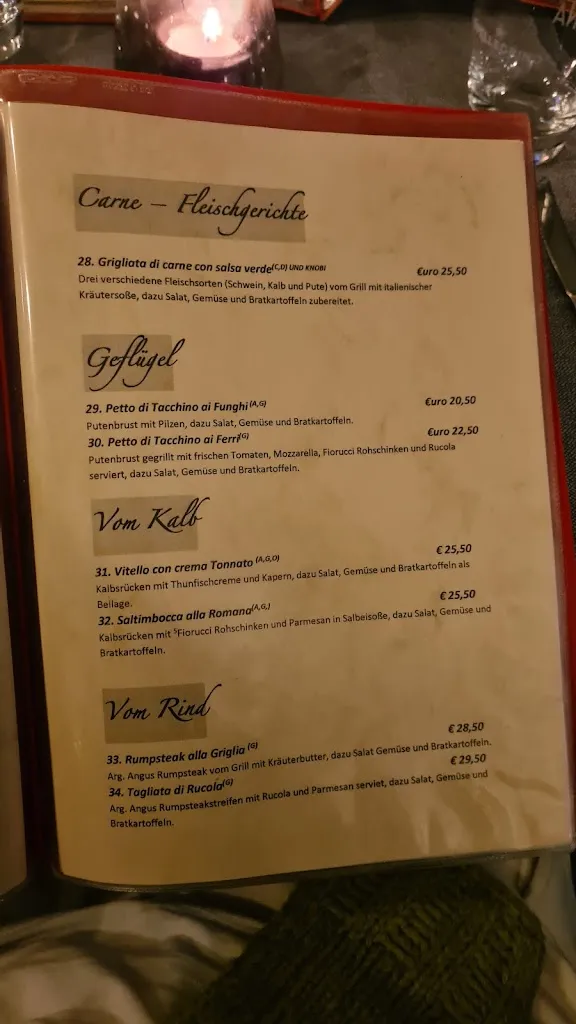 Carne – Fleischgerichte
28. Grigliata di carne con salsa verde(C,D) UND KNOBI €uro 25,50
Drei verschiedene Fleischsorten (Schwein, Kalb und Pute) vom Grill mit italienischer
Kräutersoße, dazu Salat, Gemüse und Bratkartoffeln zubereitet.
Geflügel
29. Petto di Tacchino ai Funghi(A,G) €uro 20,50
Putenbrust mit Pilzen, dazu Salat, Gemüse und Bratkartoffeln.
30. Petto di Tacchino ai Ferri(G) €uro 22,50
Putenbrust gegrillt mit frischen Tomaten, Mozzarella, Fiorucci Rohschinken und Rucola
serviert, dazu Salat, Gemüse und Bratkartoffeln.
Vom Kalb
31. Vitello con crema Tonnato (A,G,O) € 25,50
Kalbsrücken mit Thunfischcreme und Kapern, dazu Salat, Gemüse und Bratkartoffeln als
Beilage.
32. Saltimbocca alla Romana(A,G,) € 25,50
Kalbsrücken mit 5Fiorucci Rohschinken und Parmesan in Salbeisoße, dazu Salat, Gemüse und
Bratkartoffeln.
Vom Rind
33. Rumpsteak alla Griglia (G) € 28,50
Arg. Angus Rumpsteak vom Grill mit Kräuterbutter, dazu Salat Gemüse und Bratkartoffeln.
34. Tagliata di Rucola(G) € 29,50
Arg. Angus Rumpsteakstreifen mit Rucola und Parmesan serviet, dazu Salat, Gemüse und
Bratkartoffeln.